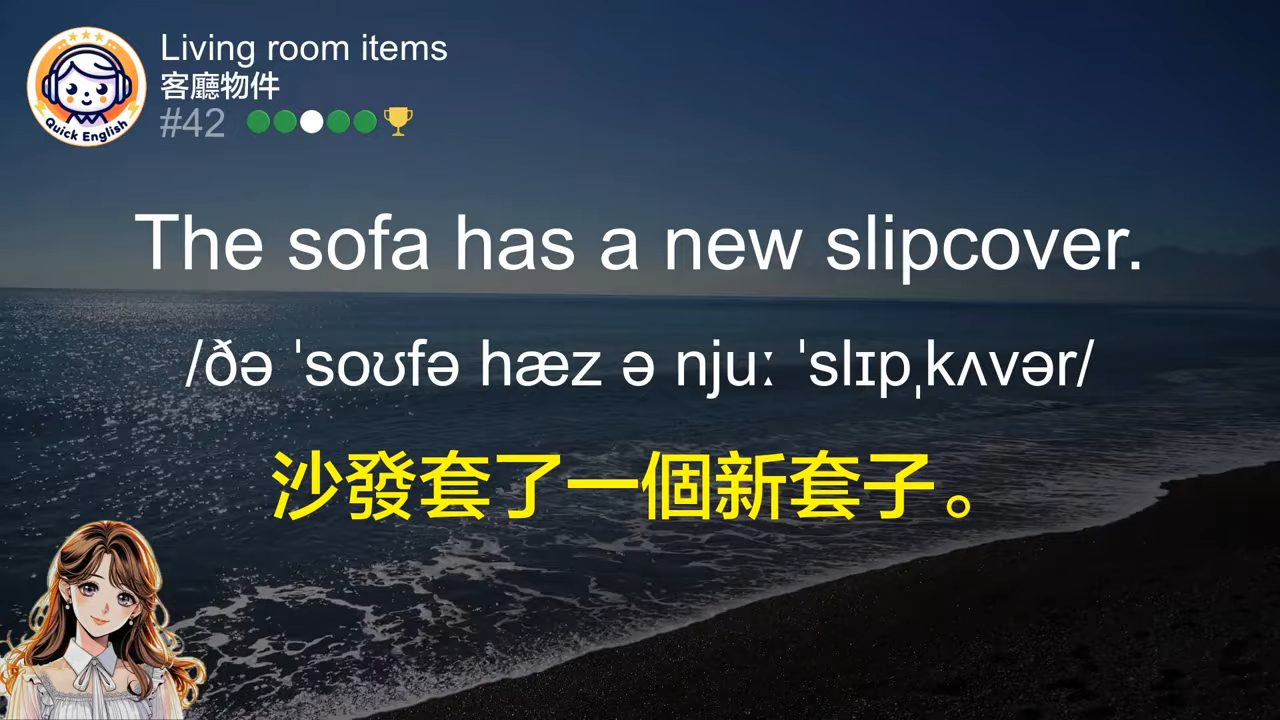 Living room items
客廳物件
#42
Quick English
The sofa has a new slipcover.
/ðə ˈsoʊfə hæz ə njuː ˈslɪpˌkʌvər/
沙發套了一個新套子。